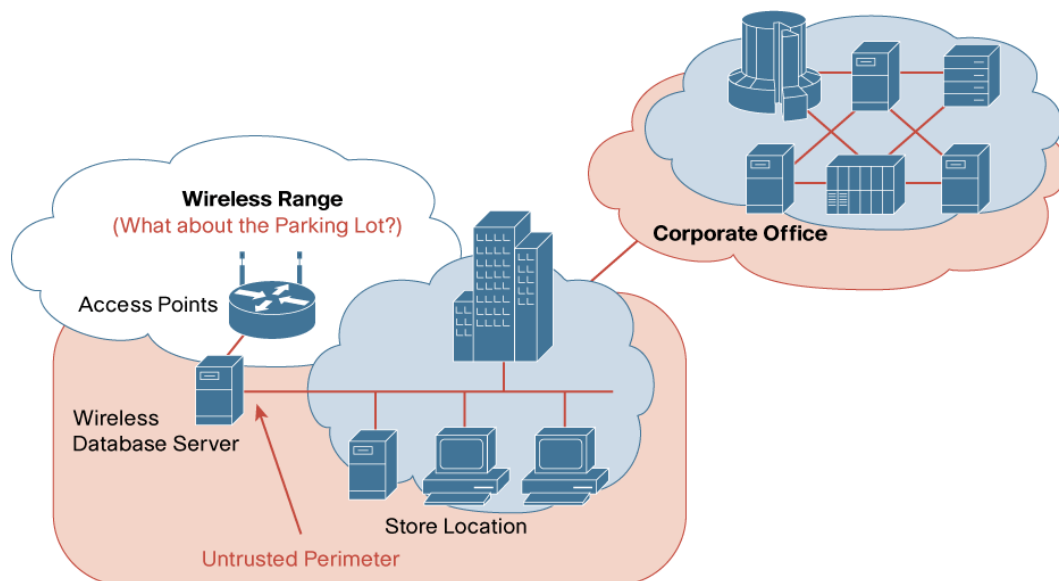 Wireless Range
(What about the Parking Lot?)
Access Points
Corporate Office
Wireless
Database Server
Store Location
Untrusted Perimeter